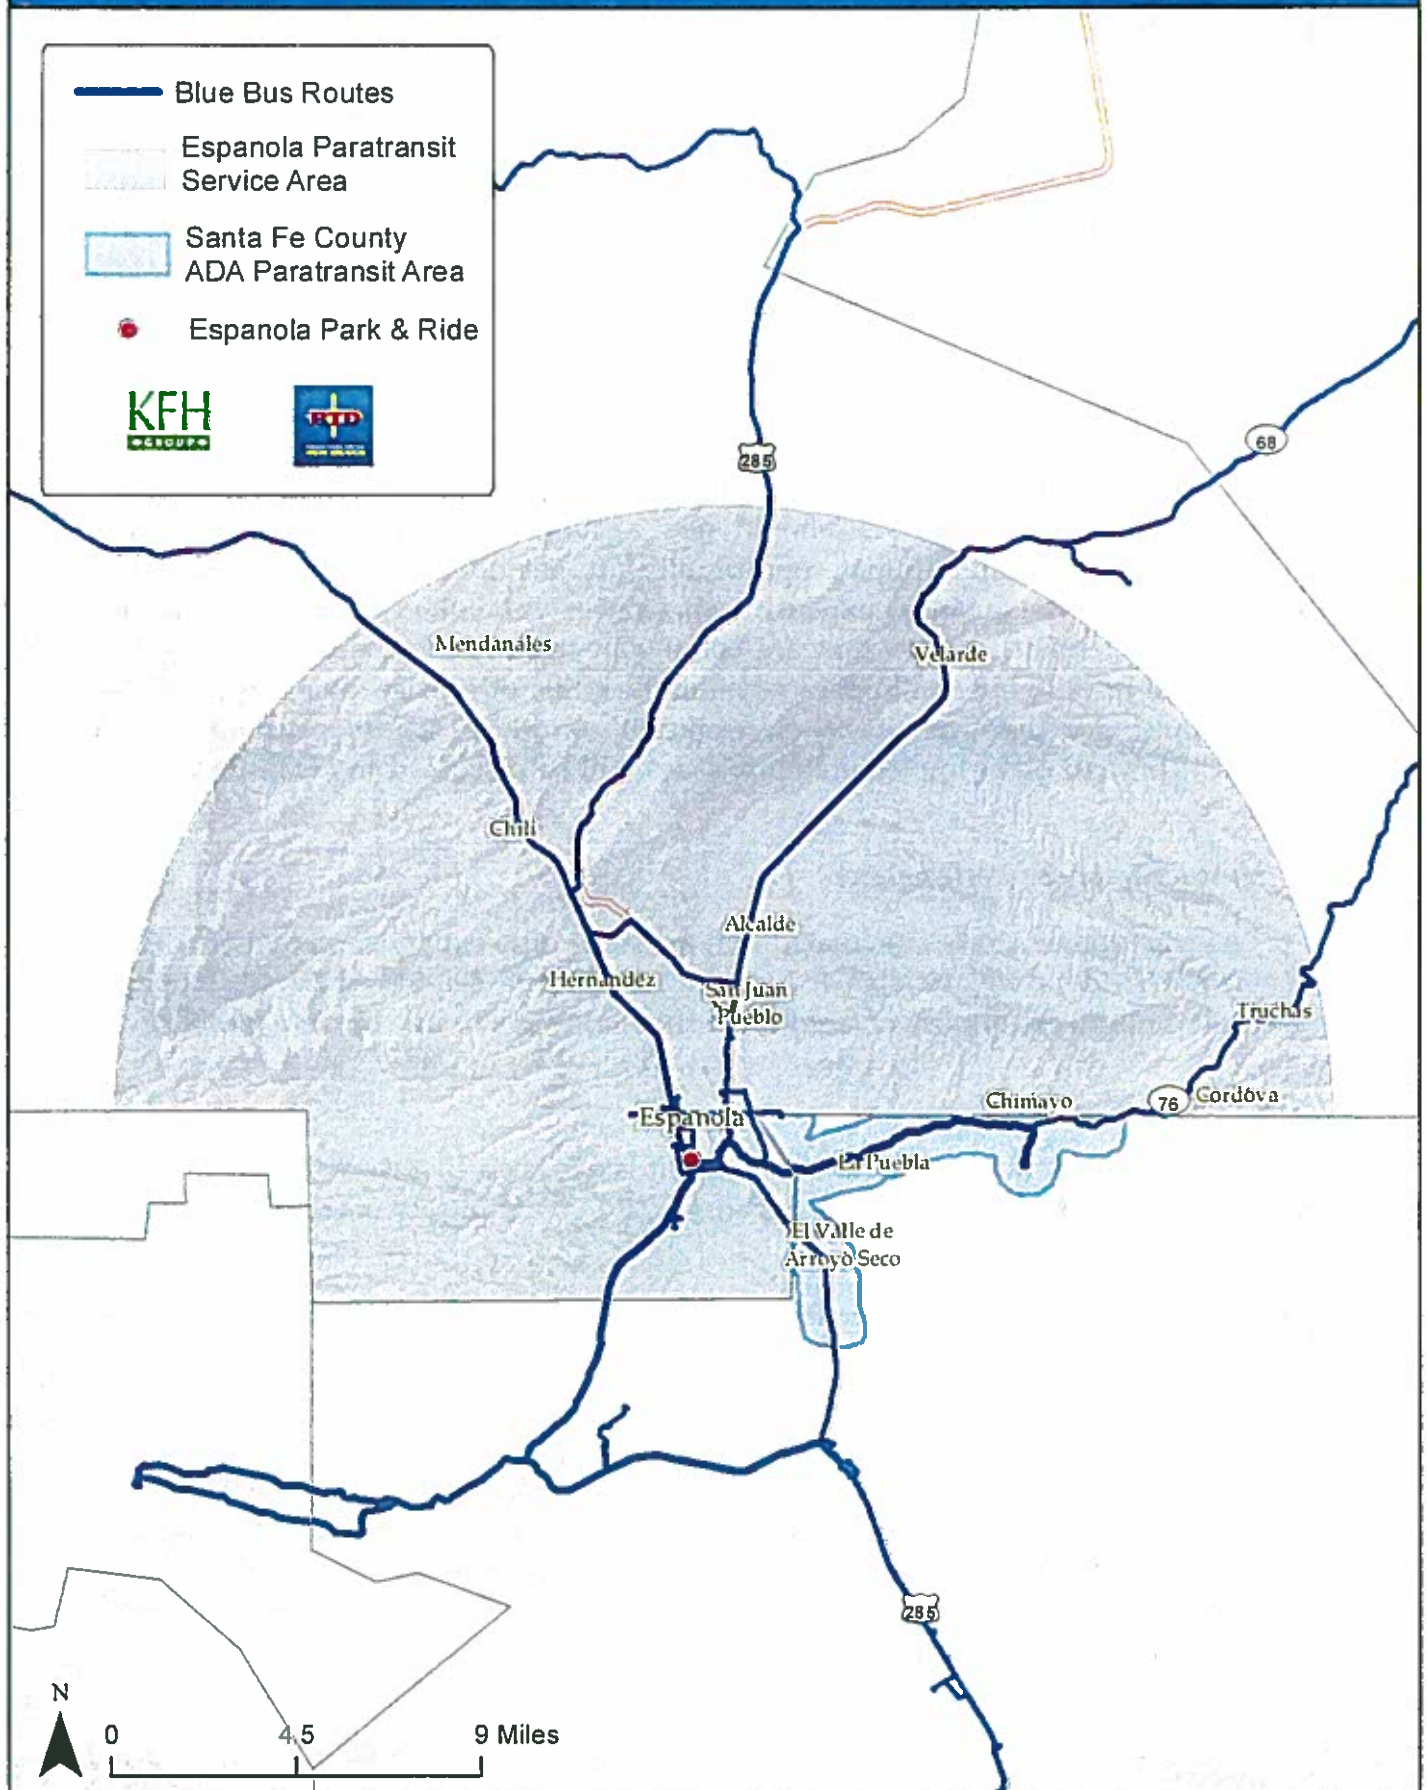 Blue Bus Routes
Espanola Paratransit
Service Area
Santa Fe County
ADA Paratransit Area
Espanola Park & Ride
KFH
GROUP
RTD
285
68
Mendanales
Velarde
Chili
Alcalde
Hernandez
San Juan
Pueblo
Truchas
Espanola
Chimayo
76
Cordova
La Puebla
El Valle de
Arroyo Seco
285
N
0
4.5
9 Miles